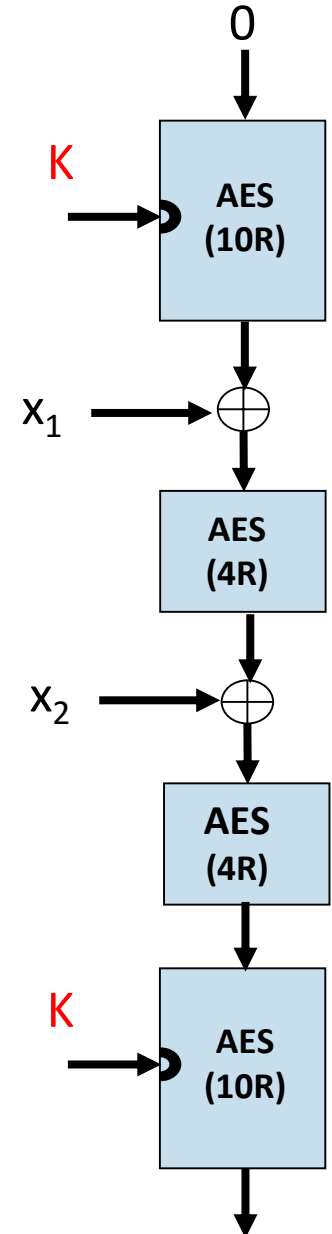 0
K
AES
(10R)
x₁
AES
(4R)
x₂
AES
(4R)
K
AES
(10R)